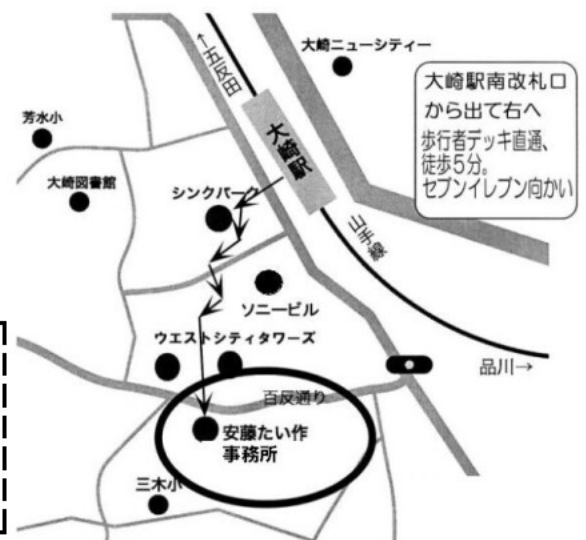 ←五反田
大崎ニューシティー
大崎駅南改札口
から出て右へ
歩行者デッキ直通、
徒歩5分。
セブンイレブン向かい
芳水小
大崎駅
大崎図書館
シンクパーク
山手線
ソニービル
ウエストシティタワーズ
品川→
百反通り
安藤たい作
事務所
三木小